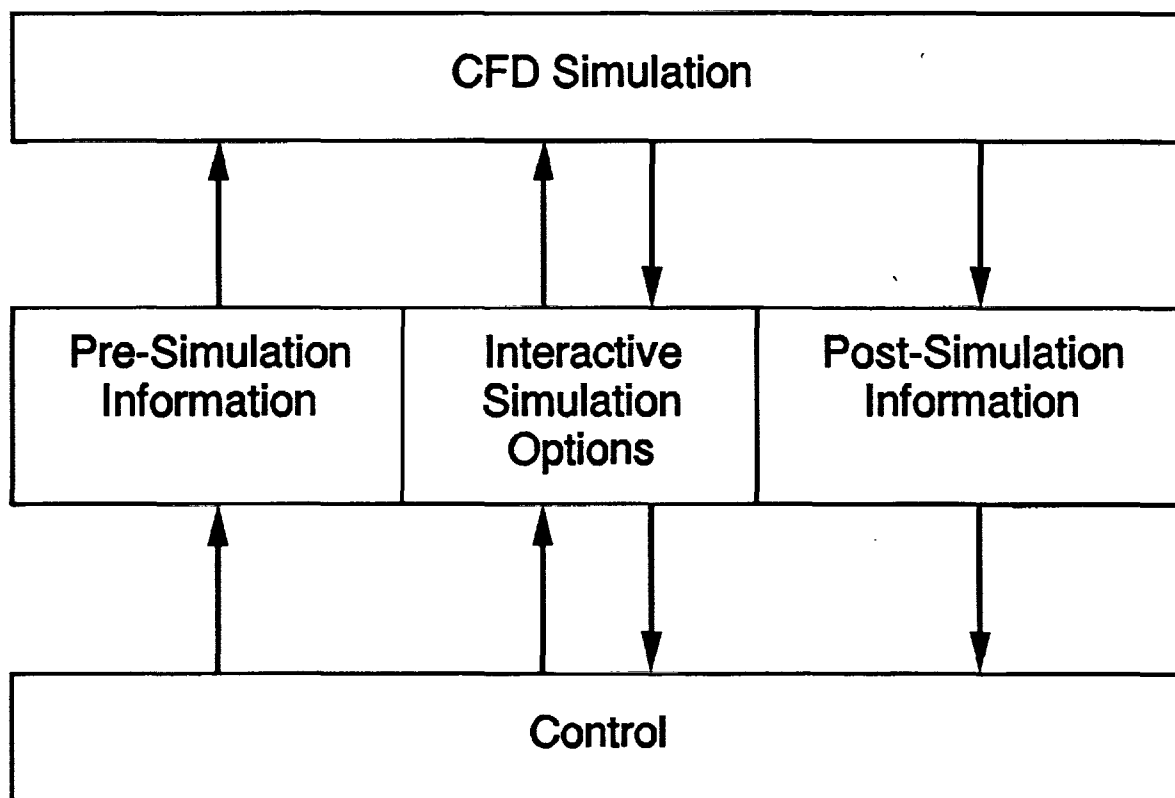 CFD Simulation
Pre-Simulation
Information
Interactive
Simulation
Options
Post-Simulation
Information
Control